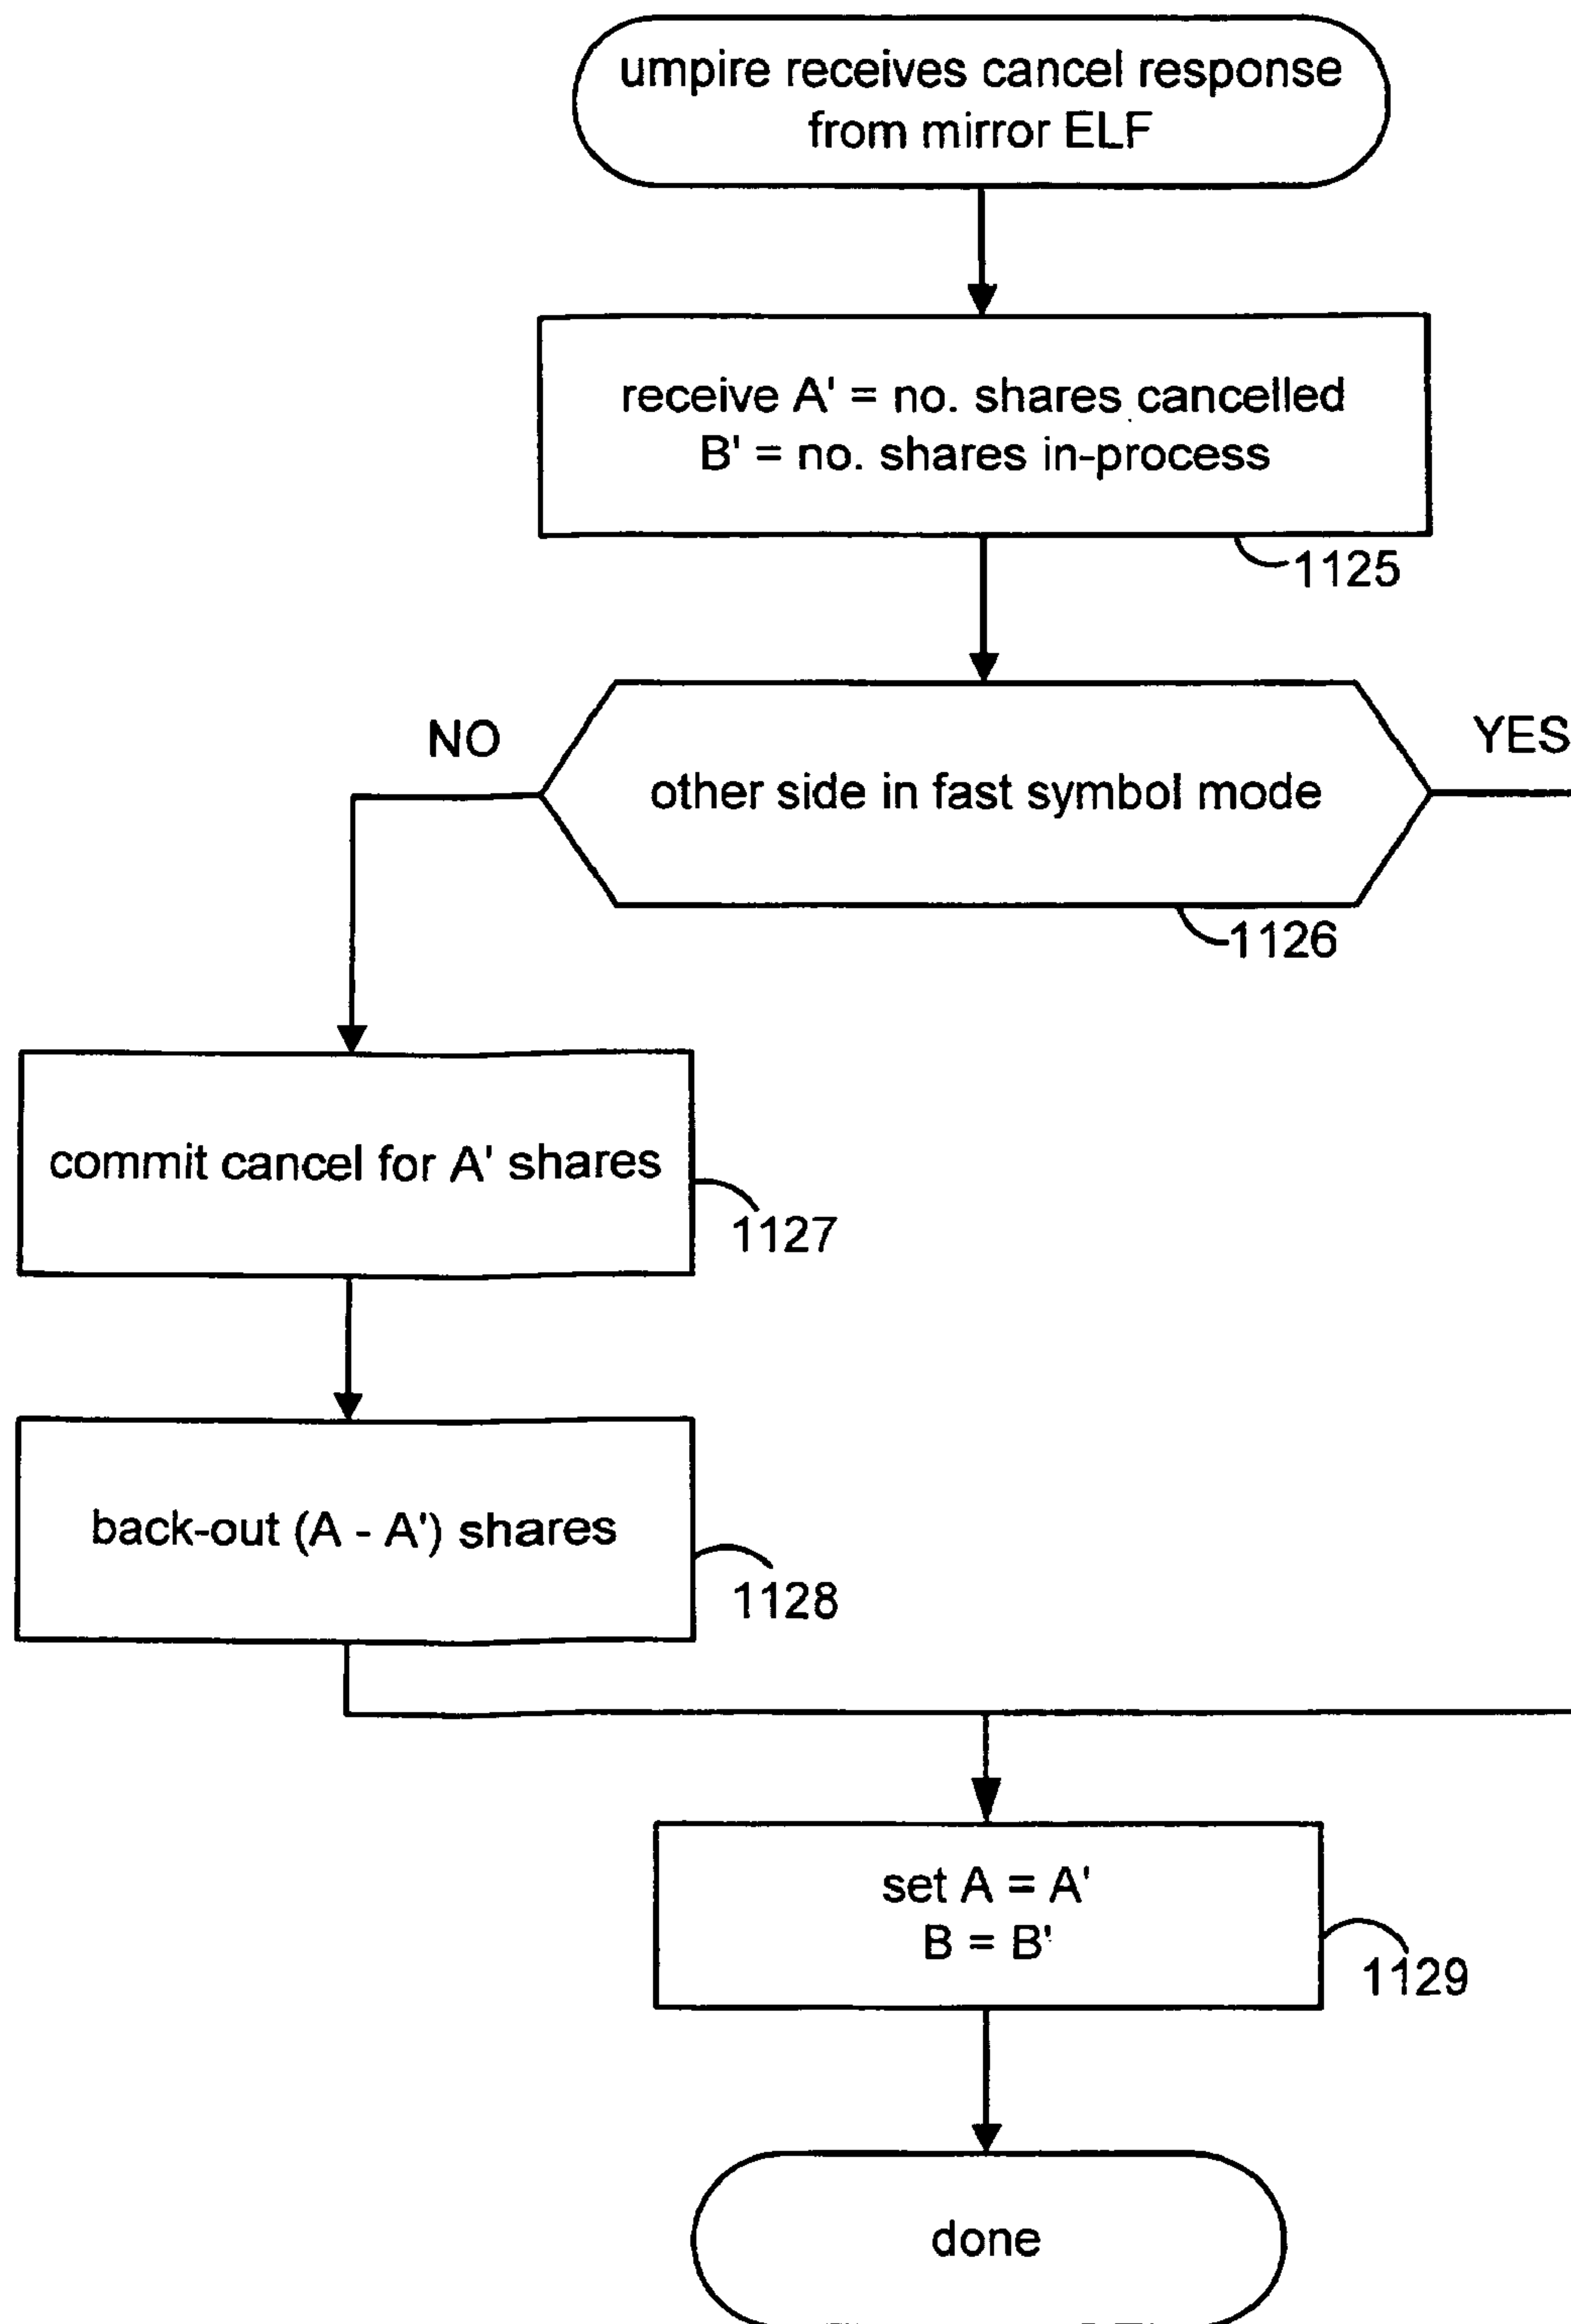 umpire receives cancel response
from mirror ELF
receive A' = no. shares cancelled
B' = no. shares in-process
1125
NO
YES
other side in fast symbol mode
1126
commit cancel for A' shares
1127
back-out (A - A') shares
1128
set A = A'
B = B'
1129
done